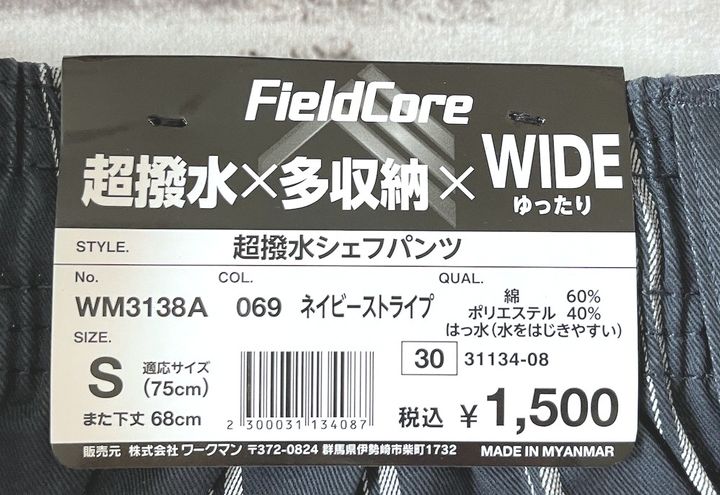 FieldCore
超撥水×多収納×WIDE
ゆったり
STYLE. 超撥水シェフパンツ
No. COL. QUAL.
WM3138A 069 ネイビーストライプ
綿 60%
ポリエステル 40%
はっ水(水をはじきやすい)
SIZE.
30 31134-08
S 適応サイズ
(75cm)
また下丈 68cm
2 300031 134087
税込 ¥1,500
販売元 株式会社 ワークマン 〒372-0824 群馬県伊勢崎市柴町1732 MADE IN MYANMAR